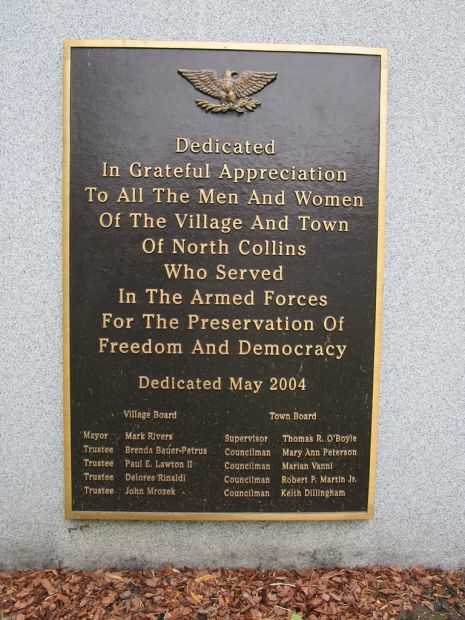 Dedicated
In Grateful Appreciation
To All The Men And Women
Of The Village And Town
Of North Collins
Who Served
In The Armed Forces
For The Preservation Of
Freedom And Democracy
Dedicated May 2004
Village Board
Mayor Mark Rivers
Trustee Brenda Bauer-Petrus
Trustee Paul E. Lawton II
Trustee Delores Rinaldi
Trustee John Mrozek
Town Board
Supervisor Thomas R. O'Boyle
Councilman Mary Ann Peterson
Councilman Marian Vanni
Councilman Robert P. Martin Jr.
Councilman Keith Dillingham